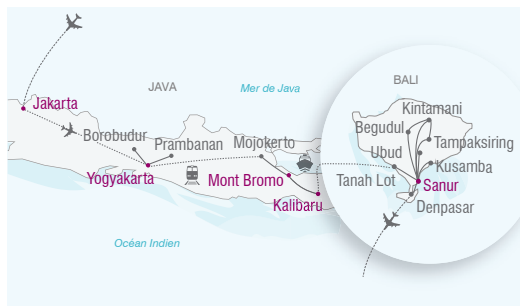 BALI
JAVA
Mer de Java
Kintamani
Jakarta
Begudul
Borobudur
Prambanan
Mojokerto
Tampaksiring
Ubud
Kusamba
Yogyakarta
Mont Bromo
Tanah Lot
Sanur
Kalibaru
Denpasar
Océan Indien